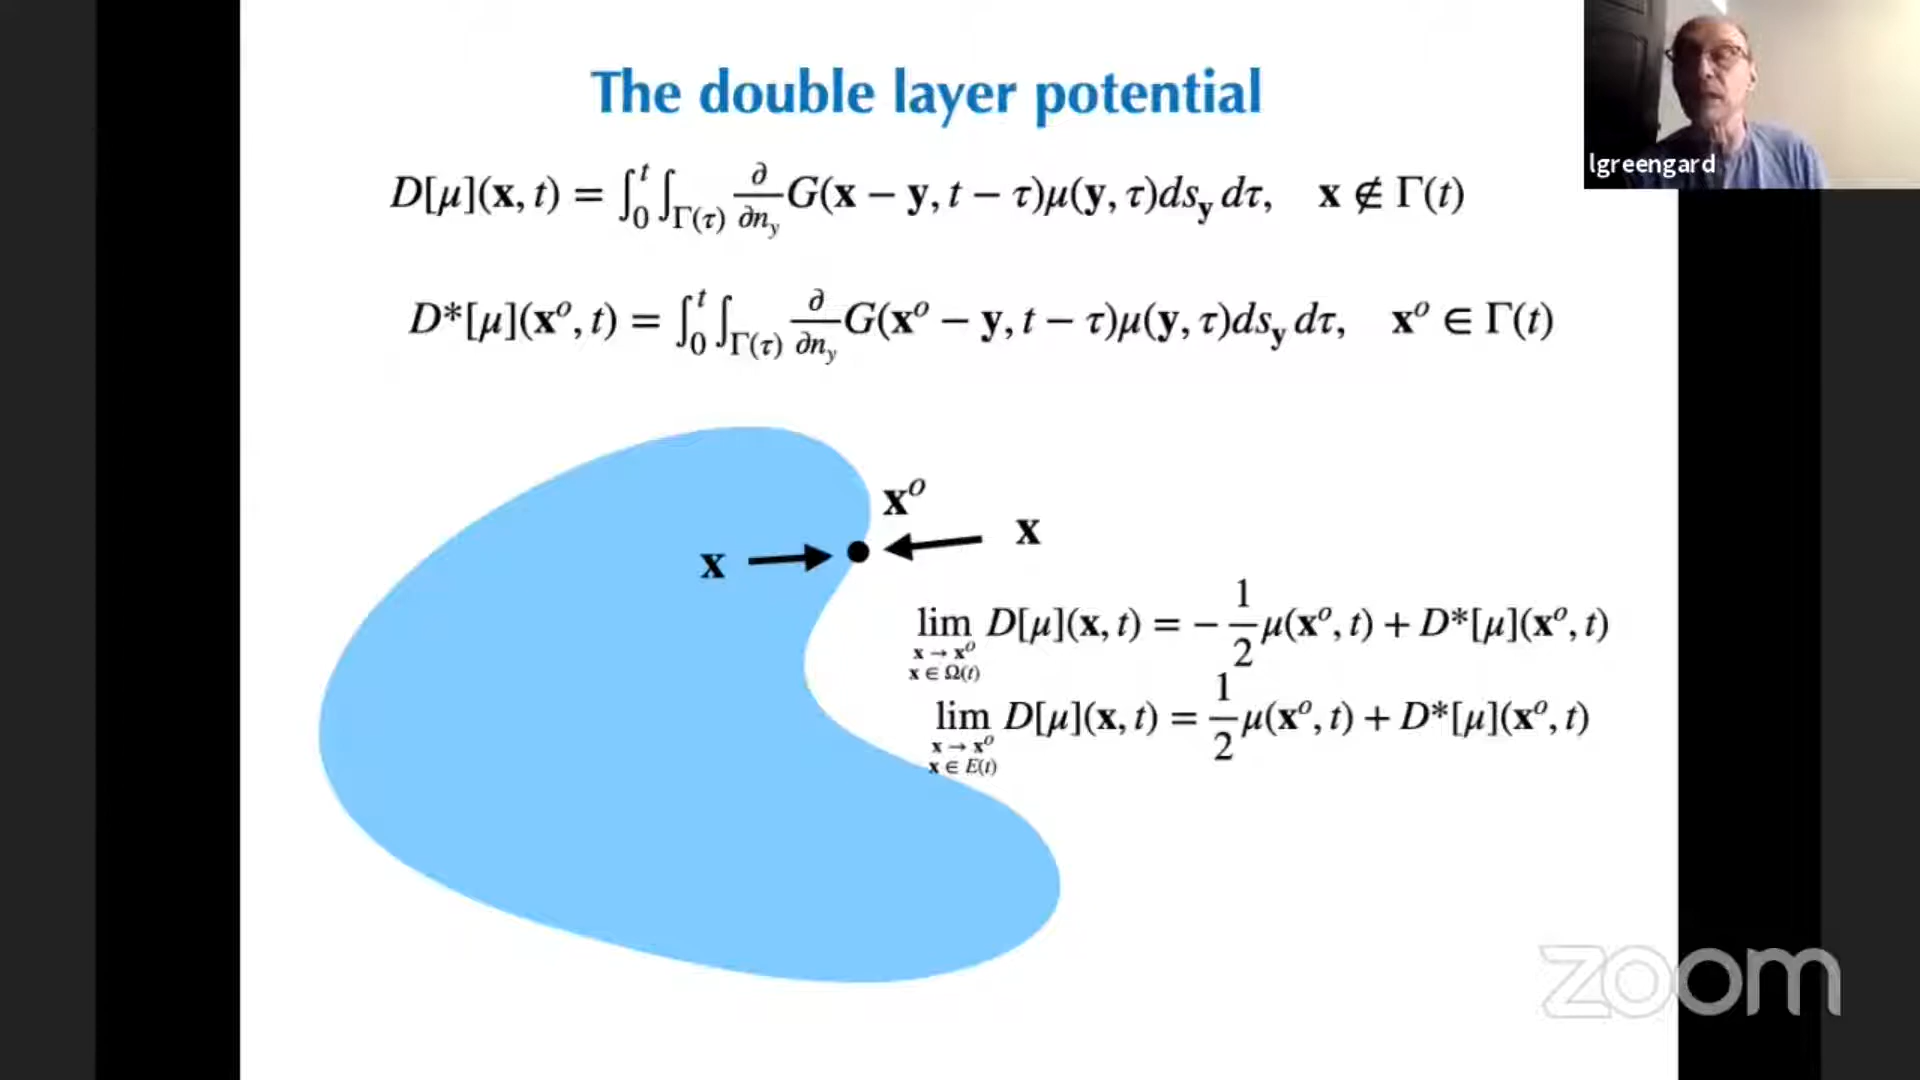 The double layer potential
lgreengard
D[μ](x, t) = ∫₀ᵗ ∫_Γ(τ) ∂/∂n_y G(x − y, t − τ)μ(y, τ)ds_y dτ, x ∉ Γ(t)
D*[μ](xᵒ, t) = ∫₀ᵗ ∫_Γ(τ) ∂/∂n_y G(xᵒ − y, t − τ)μ(y, τ)ds_y dτ, xᵒ ∈ Γ(t)
xᵒ
x
x
lim D[μ](x, t) = − 1/2 μ(xᵒ, t) + D*[μ](xᵒ, t)
x → xᵒ
x ∈ Ω(t)
lim D[μ](x, t) = 1/2 μ(xᵒ, t) + D*[μ](xᵒ, t)
x → xᵒ
x ∈ E(t)
zoom